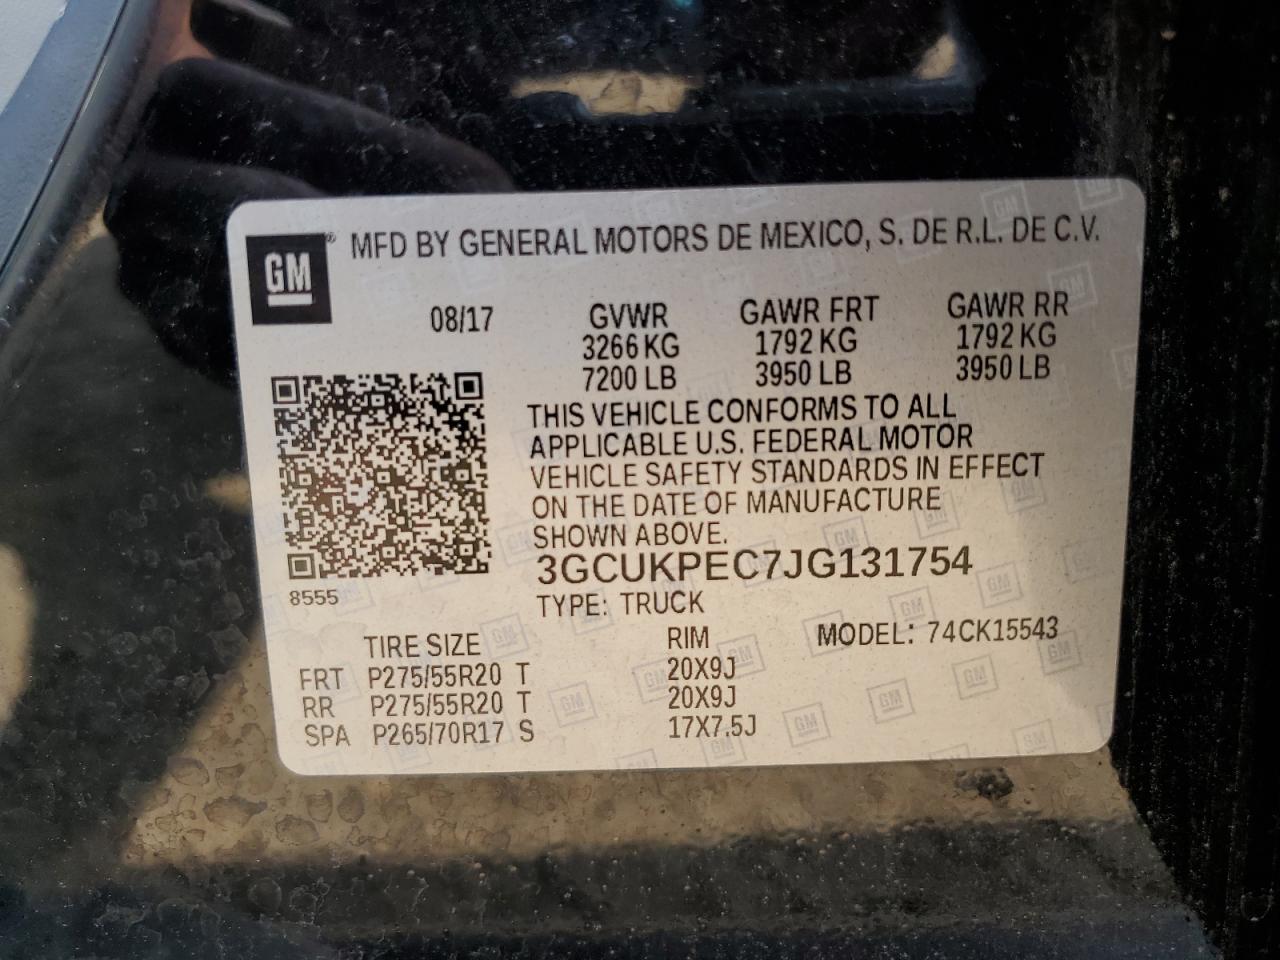 GM ® MFD BY GENERAL MOTORS DE MEXICO, S. DE R.L. DE C.V.
08/17 GVWR GAWR FRT GAWR RR
3266 KG 1792 KG 1792 KG
7200 LB 3950 LB 3950 LB
THIS VEHICLE CONFORMS TO ALL
APPLICABLE U.S. FEDERAL MOTOR
VEHICLE SAFETY STANDARDS IN EFFECT
ON THE DATE OF MANUFACTURE
SHOWN ABOVE.
3GCUKPEC7JG131754
8555
TYPE: TRUCK
TIRE SIZE RIM MODEL: 74CK15543
FRT P275/55R20 T 20X9J
RR P275/55R20 T 20X9J
SPA P265/70R17 S 17X7.5J